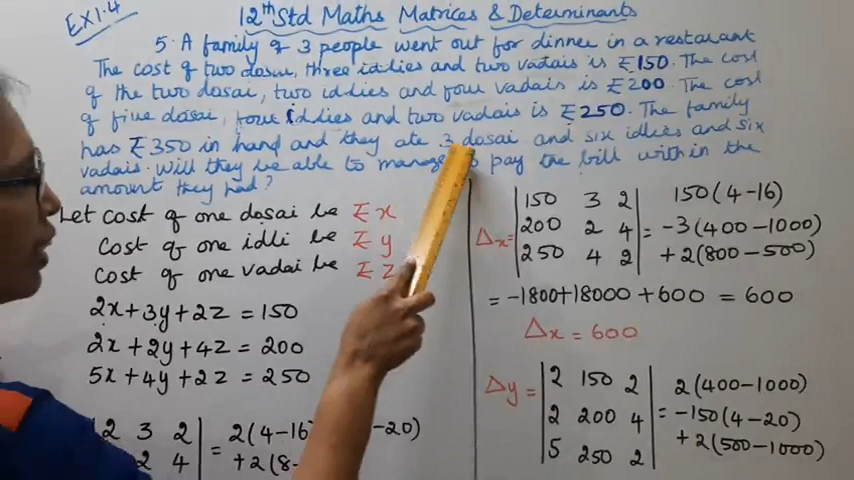 EX1.4
12th Std Maths Matrices & Determinants
5. A family of 3 people went out for dinner in a restaurant
The cost of two dosai, three idlies and two vadais is ₹150. The cost
of the two dosai, two idlies and four vadais is ₹200. The cost
of five dosai, four idlies and two vadais is ₹250. The family
has ₹350 in hand and they ate 3 dosai and six idlies and six
vadais. Will they be able to manage to pay the bill within the
amount they had?
Let cost of one dosai be ₹ x
cost of one idli be ₹ y
cost of one vadai be ₹ z
2x+3y+2z = 150
2x+2y+4z = 200
5x+4y+2z = 250
2 3 2
2 4
= 2(4-16
-20)
+2(8-
Δx = | 150 3 2 |
| 200 2 4 |
| 250 4 2 |
= 150(4-16)
-3(400-1000)
+2(800-500)
= -1800+18000+600 = 600
Δx = 600
Δy = | 2 150 2 |
| 2 200 4 |
| 5 250 2 |
= 2(400-1000)
-150(4-20)
+2(500-1000)